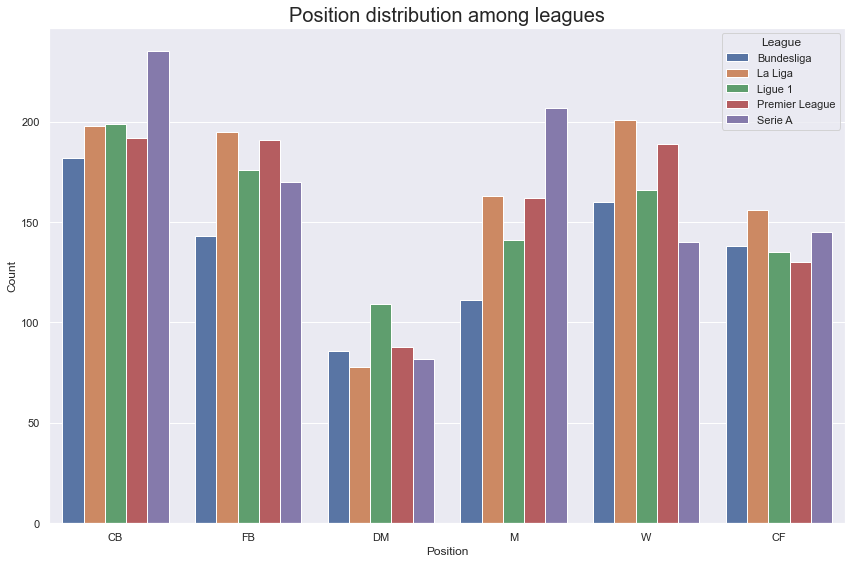 Position distribution among leagues
League
Bundesliga
La Liga
Ligue 1
Premier League
Serie A
Count
200
150
100
50
0
CB FB DM M W CF
Position